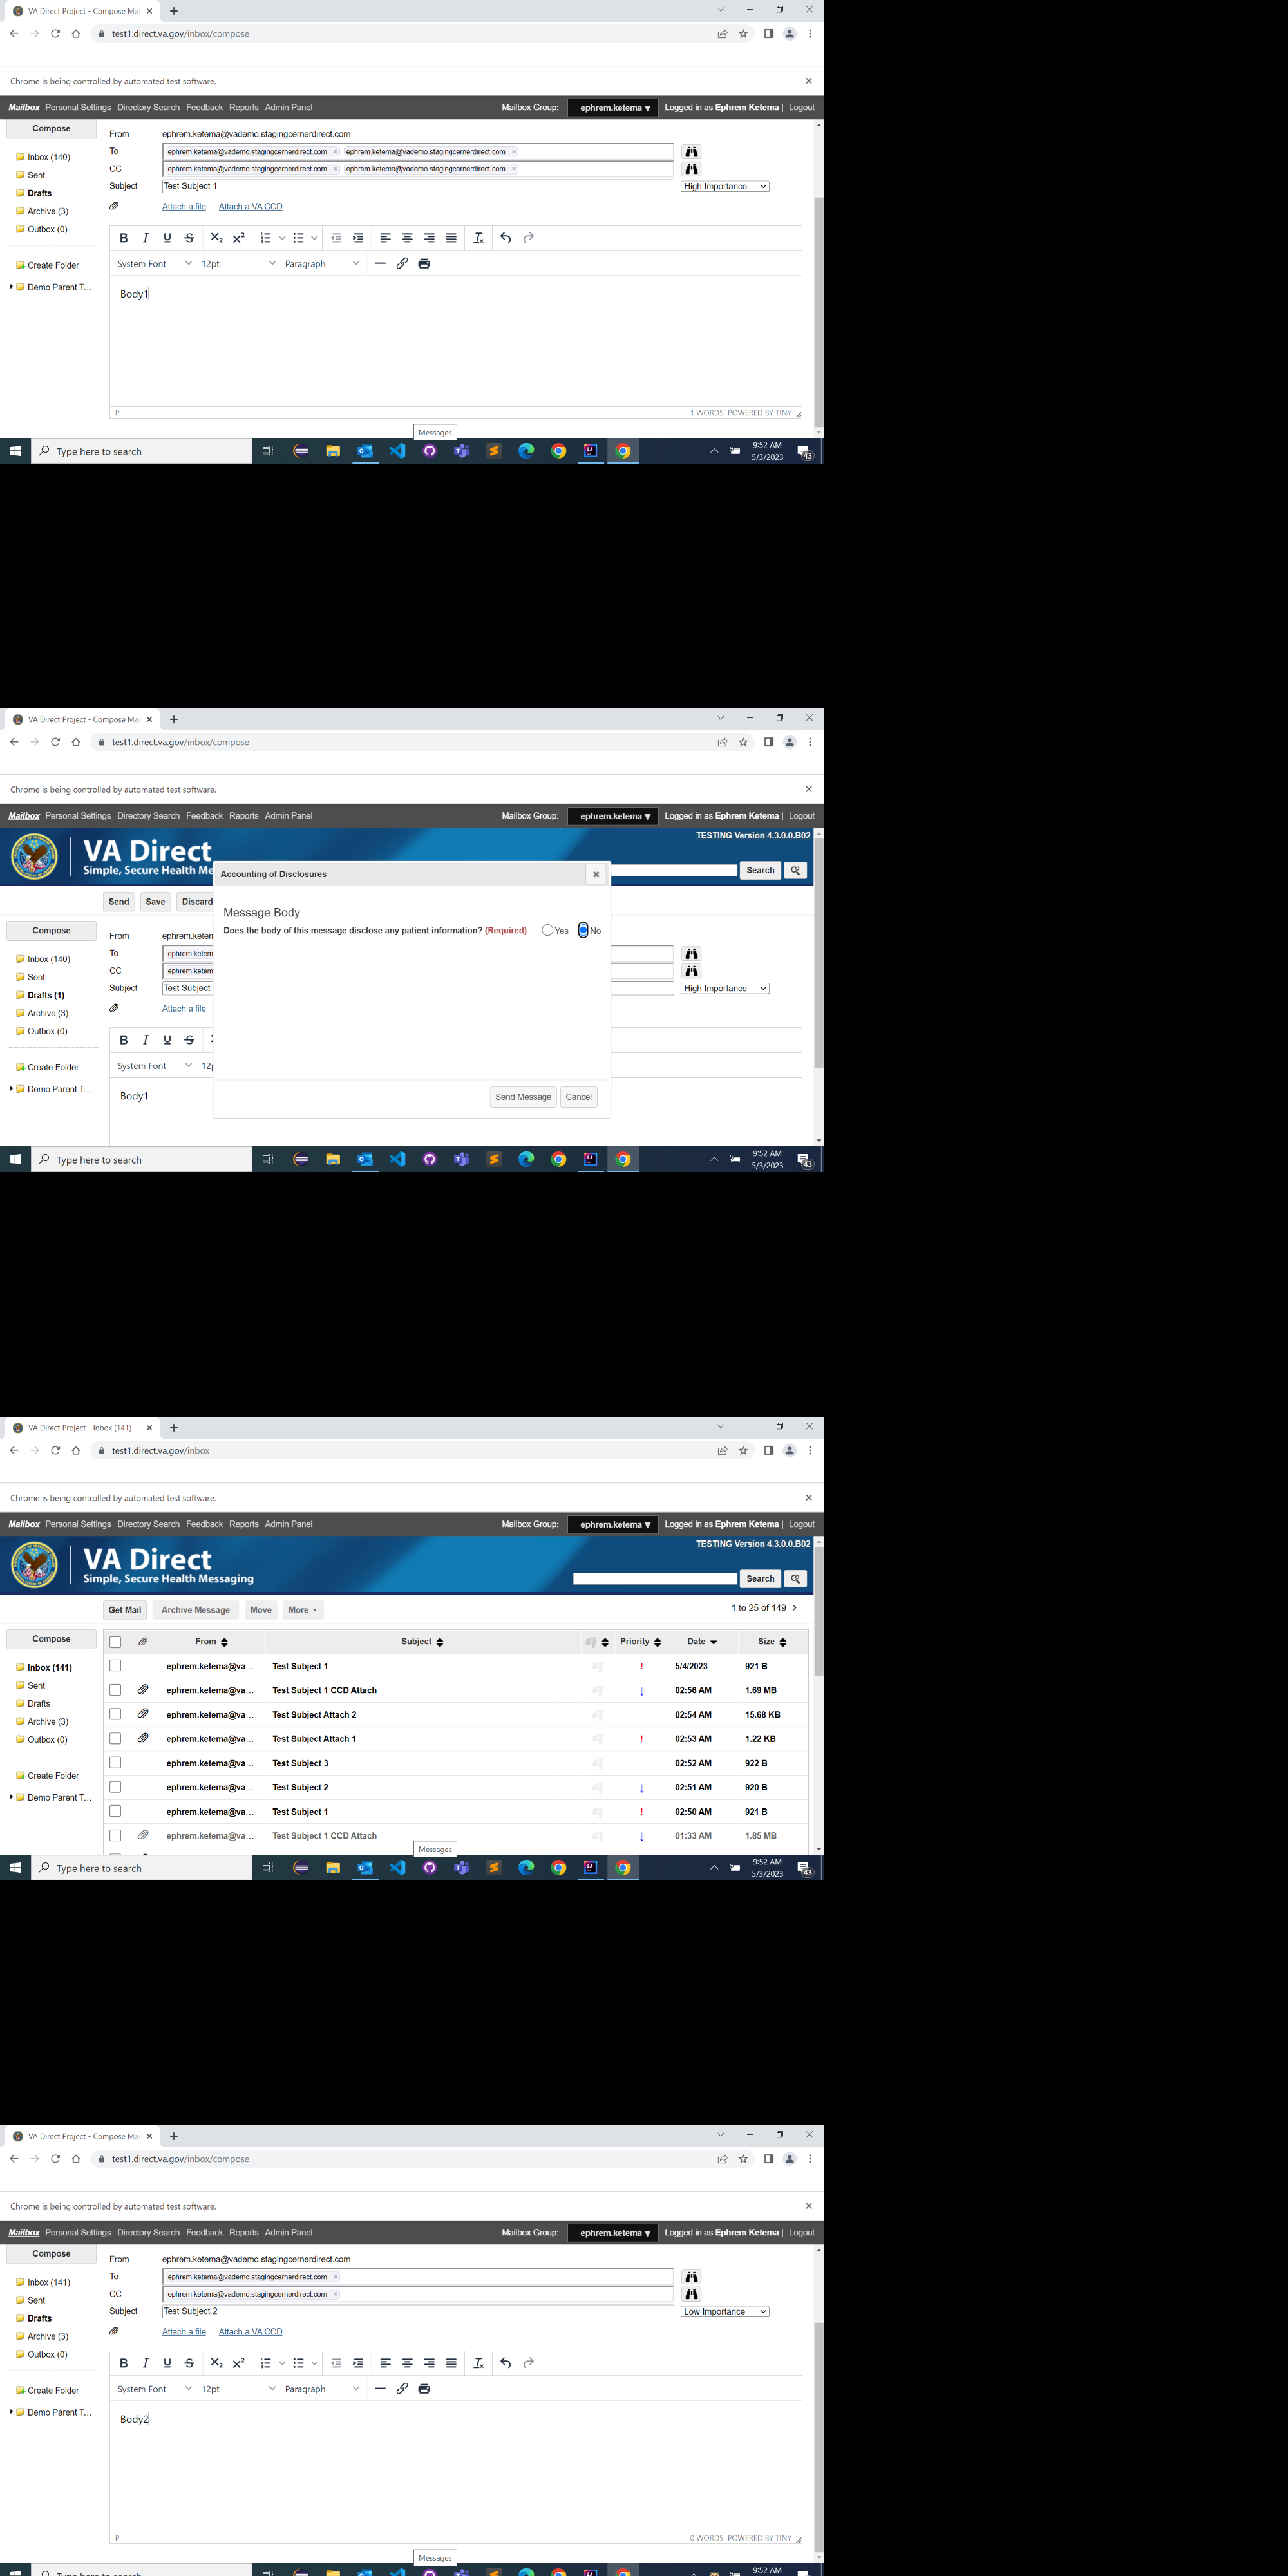 VA Direct Project - Compose Mai
test1.direct.va.gov/inbox/compose
Chrome is being controlled by automated test software.
Mailbox Personal Settings Directory Search Feedback Reports Admin Panel Mailbox Group: ephrem.ketema ▼ Logged in as Ephrem Ketema | Logout
Compose
From ephrem.ketema@vademo.stagingcernerdirect.com
Inbox (140) To ephrem.ketema@vademo.stagingcernerdirect.com × ephrem.ketema@vademo.stagingcernerdirect.com ×
Sent CC ephrem.ketema@vademo.stagingcernerdirect.com × ephrem.ketema@vademo.stagingcernerdirect.com ×
Drafts Subject Test Subject 1 High Importance
Archive (3) Attach a file Attach a VA CCD
Outbox (0)
Create Folder System Font 12pt Paragraph
Demo Parent T...
Body1
P 1 WORDS POWERED BY TINY
Messages
Type here to search 9:52 AM
5/3/2023 43
VA Direct Project - Compose Mai
test1.direct.va.gov/inbox/compose
Chrome is being controlled by automated test software.
Mailbox Personal Settings Directory Search Feedback Reports Admin Panel Mailbox Group: ephrem.ketema ▼ Logged in as Ephrem Ketema | Logout
TESTING Version 4.3.0.0.B02
VA Direct
Simple, Secure Health Me
Search
Accounting of Disclosures
Send Save Discard
Message Body
Does the body of this message disclose any patient information? (Required) Yes No
Compose
From ephrem.keten
Inbox (140) To ephrem.ketem
Sent CC ephrem.ketem
Drafts (1) Subject Test Subject High Importance
Archive (3) Attach a file
Outbox (0)
Create Folder System Font 12p
Demo Parent T...
Body1
Send Message Cancel
Type here to search 9:52 AM
5/3/2023 43
VA Direct Project - Inbox (141)
test1.direct.va.gov/inbox
Chrome is being controlled by automated test software.
Mailbox Personal Settings Directory Search Feedback Reports Admin Panel Mailbox Group: ephrem.ketema ▼ Logged in as Ephrem Ketema | Logout
TESTING Version 4.3.0.0.B02
VA Direct
Simple, Secure Health Messaging
Search
Get Mail Archive Message Move More 1 to 25 of 149 >
Compose
From Subject Priority Date Size
Inbox (141)
Sent
Drafts
Archive (3)
Outbox (0)
Create Folder
Demo Parent T...
ephrem.ketema@va... Test Subject 1 ! 5/4/2023 921 B
ephrem.ketema@va... Test Subject 1 CCD Attach ↓ 02:56 AM 1.69 MB
ephrem.ketema@va... Test Subject Attach 2 02:54 AM 15.68 KB
ephrem.ketema@va... Test Subject Attach 1 ! 02:53 AM 1.22 KB
ephrem.ketema@va... Test Subject 3 02:52 AM 922 B
ephrem.ketema@va... Test Subject 2 ↓ 02:51 AM 920 B
ephrem.ketema@va... Test Subject 1 ! 02:50 AM 921 B
ephrem.ketema@va... Test Subject 1 CCD Attach ↓ 01:33 AM 1.85 MB
Messages
Type here to search 9:52 AM
5/3/2023 43
VA Direct Project - Compose Mai
test1.direct.va.gov/inbox/compose
Chrome is being controlled by automated test software.
Mailbox Personal Settings Directory Search Feedback Reports Admin Panel Mailbox Group: ephrem.ketema ▼ Logged in as Ephrem Ketema | Logout
Compose
From ephrem.ketema@vademo.stagingcernerdirect.com
Inbox (141) To ephrem.ketema@vademo.stagingcernerdirect.com ×
Sent CC ephrem.ketema@vademo.stagingcernerdirect.com ×
Drafts Subject Test Subject 2 Low Importance
Archive (3) Attach a file Attach a VA CCD
Outbox (0)
Create Folder System Font 12pt Paragraph
Demo Parent T...
Body2
P 0 WORDS POWERED BY TINY
Messages
Type here to search 9:52 AM